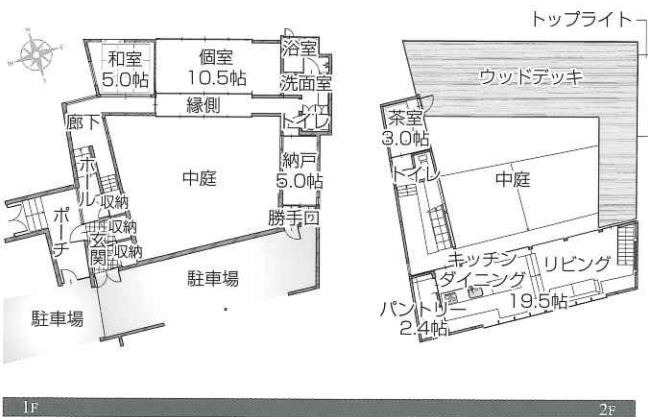 和室
5.0帖
個室
10.5帖
浴室
洗面室
縁側
トイレ
廊下
ホール
中庭
納戸
5.0帖
収納
収納
収納
勝手口
ポーチ
玄関
駐車場
駐車場
トップライト
ウッドデッキ
茶室
3.0帖
トイレ
中庭
キッチン
ダイニング
リビング
19.5帖
パントリー
2.4帖
1F
2F